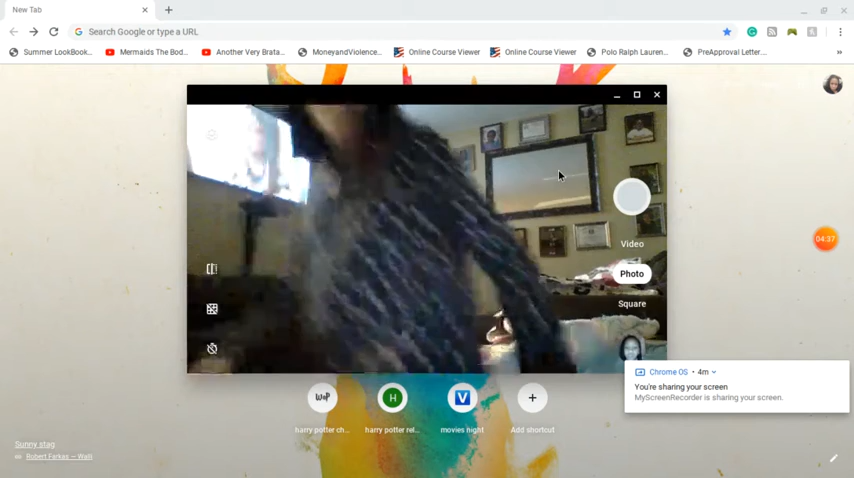 New Tab
Search Google or type a URL
Summer LookBook...
Mermaids The Bod...
Another Very Brata...
MoneyandViolence...
Online Course Viewer
Online Course Viewer
Polo Ralph Lauren...
PreApproval Letter....
Video
Photo
Square
04:37
Chrome OS • 4m
You're sharing your screen
MyScreenRecorder is sharing your screen.
WoP
H
V
harry potter ch...
harry potter rel...
movies night
Add shortcut
Sunny stag
Robert Farkas — Walli